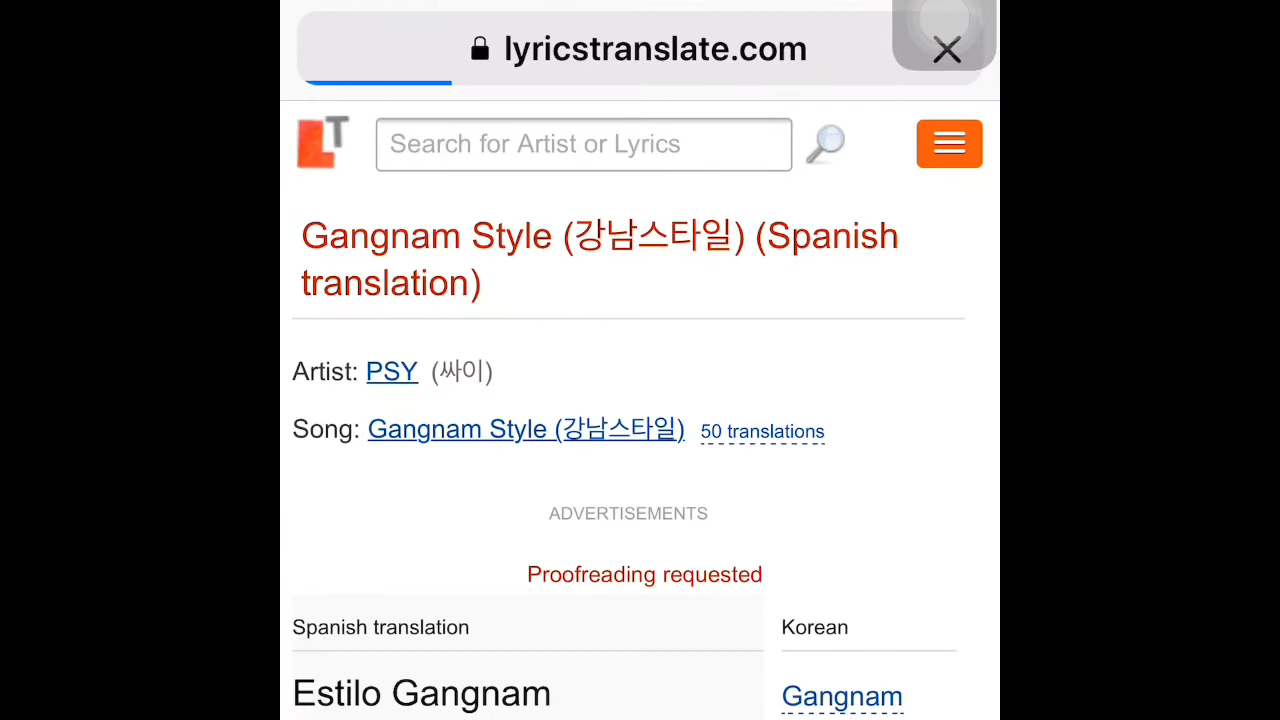 lyricstranslate.com
LT
Search for Artist or Lyrics
Gangnam Style (강남스타일) (Spanish
translation)
Artist: PSY (싸이)
Song: Gangnam Style (강남스타일) 50 translations
ADVERTISEMENTS
Proofreading requested
Spanish translation
Korean
Estilo Gangnam
Gangnam